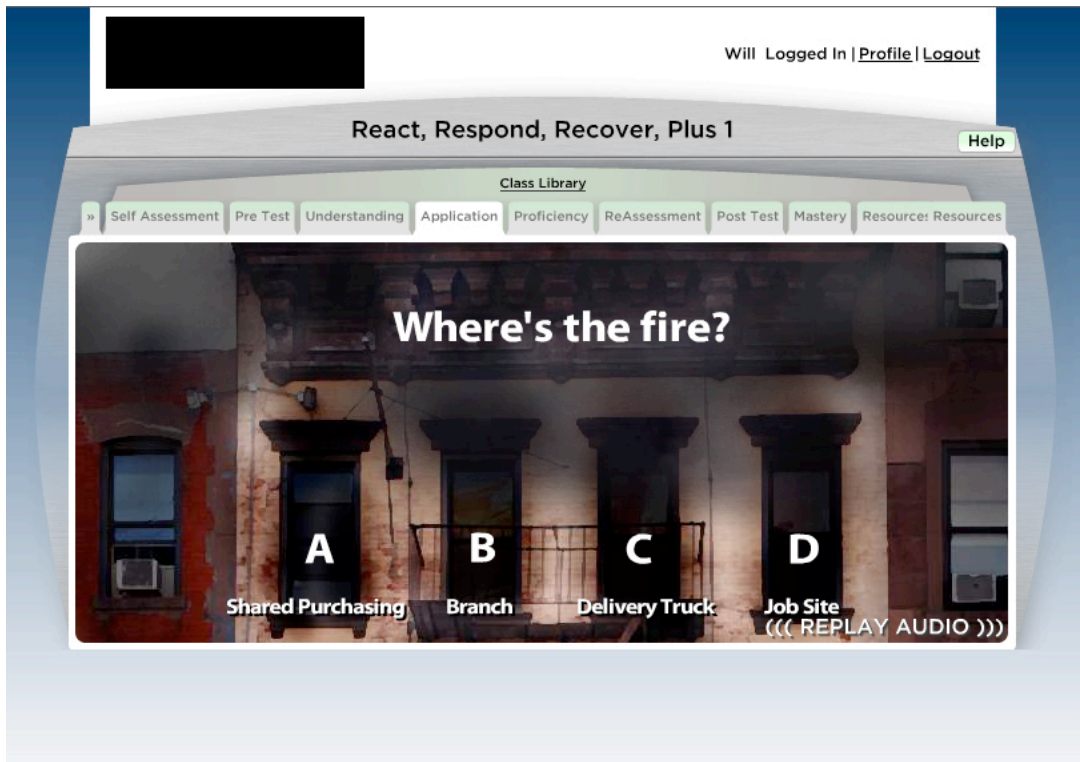 Will Logged In | Profile | Logout
React, Respond, Recover, Plus 1
Help
Class Library
» Self Assessment Pre Test Understanding Application Proficiency ReAssessment Post Test Mastery Resources Resources
Where's the fire?
A B C D
Shared Purchasing Branch Delivery Truck Job Site
((( REPLAY AUDIO )))